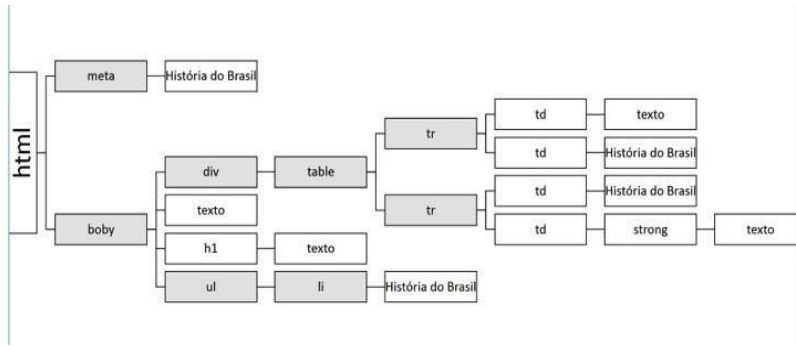 html
meta
História do Brasil
boby
div
table
tr
td
texto
td
História do Brasil
tr
td
História do Brasil
td
strong
texto
texto
h1
texto
ul
li
História do Brasil